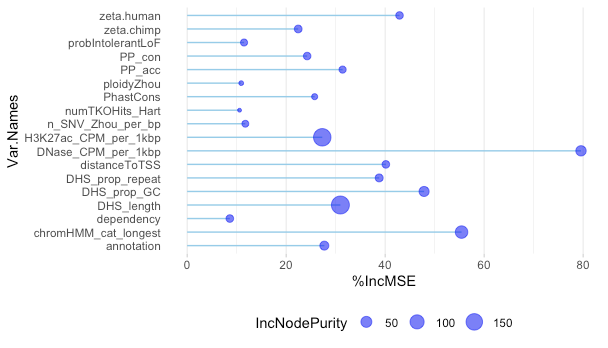 Var.Names
zeta.human
zeta.chimp
probIntolerantLoF
PP_con
PP_acc
ploidyZhou
PhastCons
numTKOHits_Hart
n_SNV_Zhou_per_bp
H3K27ac_CPM_per_1kbp
DNase_CPM_per_1kbp
distanceToTSS
DHS_prop_repeat
DHS_prop_GC
DHS_length
dependency
chromHMM_cat_longest
annotation
0 20 40 60 80
%IncMSE
IncNodePurity 50 100 150